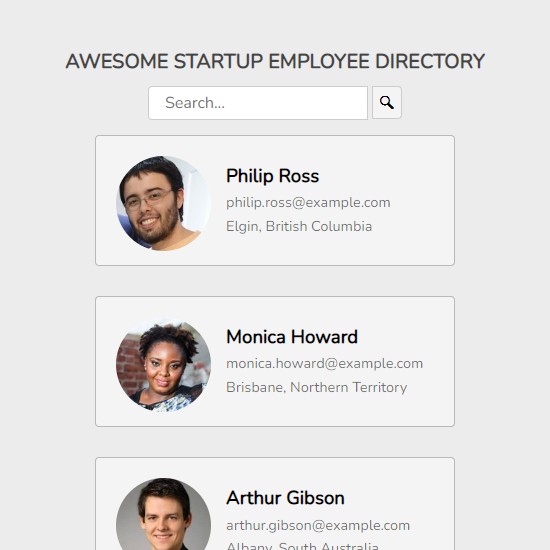 AWESOME STARTUP EMPLOYEE DIRECTORY
Search...
Philip Ross
philip.ross@example.com
Elgin, British Columbia
Monica Howard
monica.howard@example.com
Brisbane, Northern Territory
Arthur Gibson
arthur.gibson@example.com
Albany, South Australia